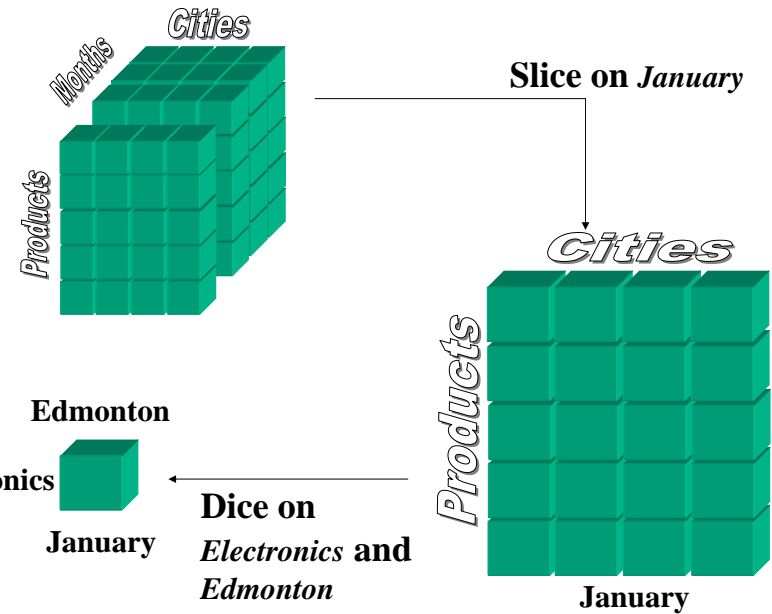 Cities
Months
Products
Slice on January
Cities
Products
January
Dice on
Electronics and
Edmonton
Edmonton
onics
January